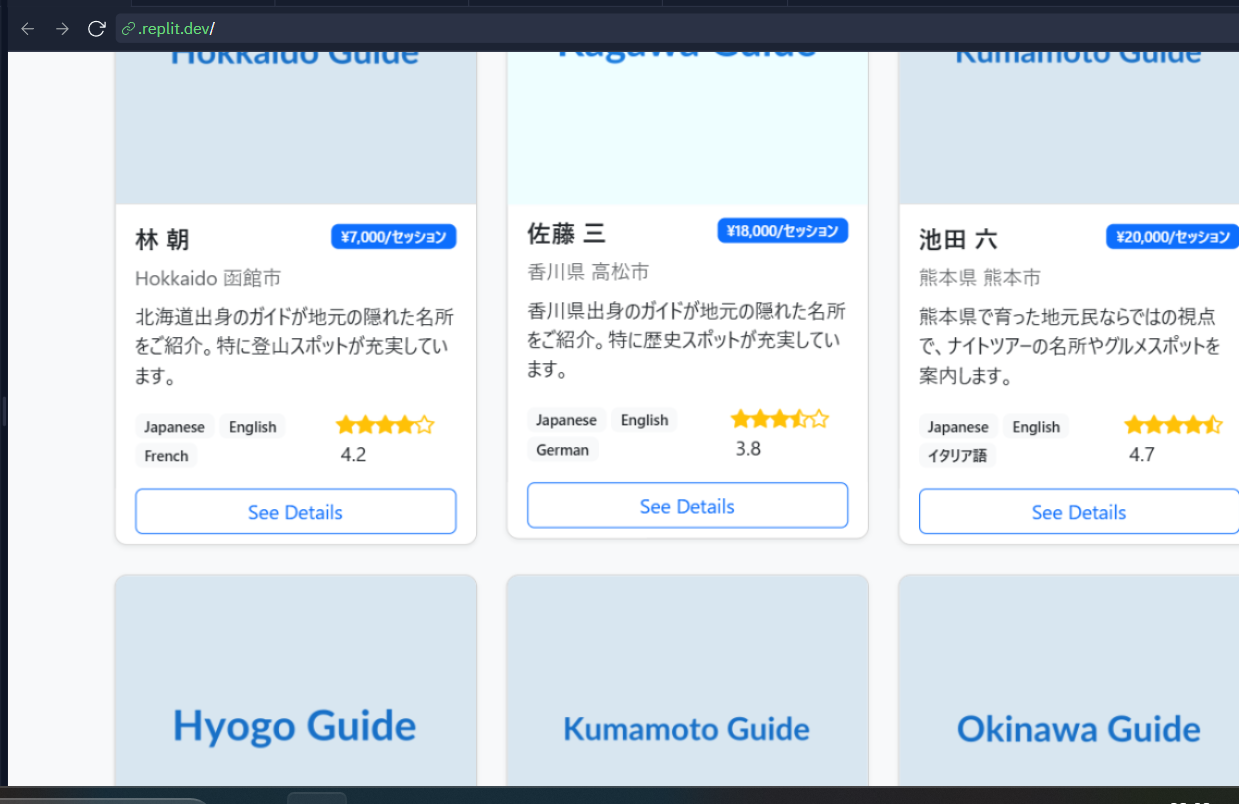 .replit.dev/
Hokkaido Guide
Kagawa Guide
Kumamoto Guide
林 朝
¥7,000/セッション
Hokkaido 函館市
北海道出身のガイドが地元の隠れた名所
をご紹介。特に登山スポットが充実してい
ます。
Japanese English
French
4.2
See Details
佐藤 三
¥18,000/セッション
香川県 高松市
香川県出身のガイドが地元の隠れた名所
をご紹介。特に歴史スポットが充実してい
ます。
Japanese English
German
3.8
See Details
池田 六
¥20,000/セッション
熊本県 熊本市
熊本県で育った地元民ならではの視点
で、ナイトツアーの名所やグルメスポットを
案内します。
Japanese English
イタリア語
4.7
See Details
Hyogo Guide
Kumamoto Guide
Okinawa Guide